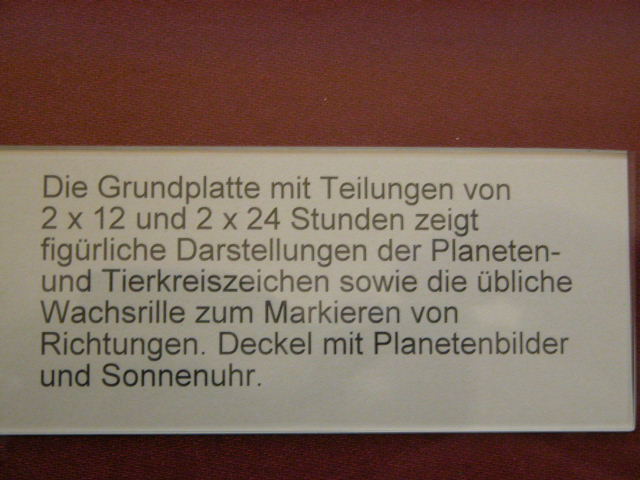 Die Grundplatte mit Teilungen von
2 x 12 und 2 x 24 Stunden zeigt
figürliche Darstellungen der Planeten-
und Tierkreiszeichen sowie die übliche
Wachsrille zum Markieren von
Richtungen. Deckel mit Planetenbilder
und Sonnenuhr.